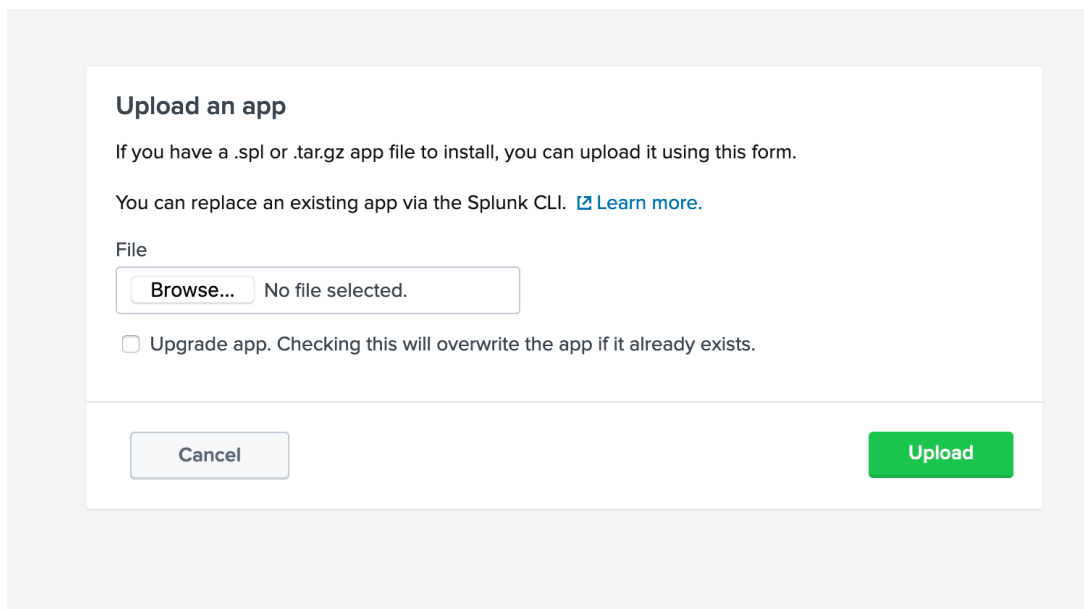 Upload an app
If you have a .spl or .tar.gz app file to install, you can upload it using this form.
You can replace an existing app via the Splunk CLI. Learn more.
File
Browse... No file selected.
Upgrade app. Checking this will overwrite the app if it already exists.
Cancel Upload